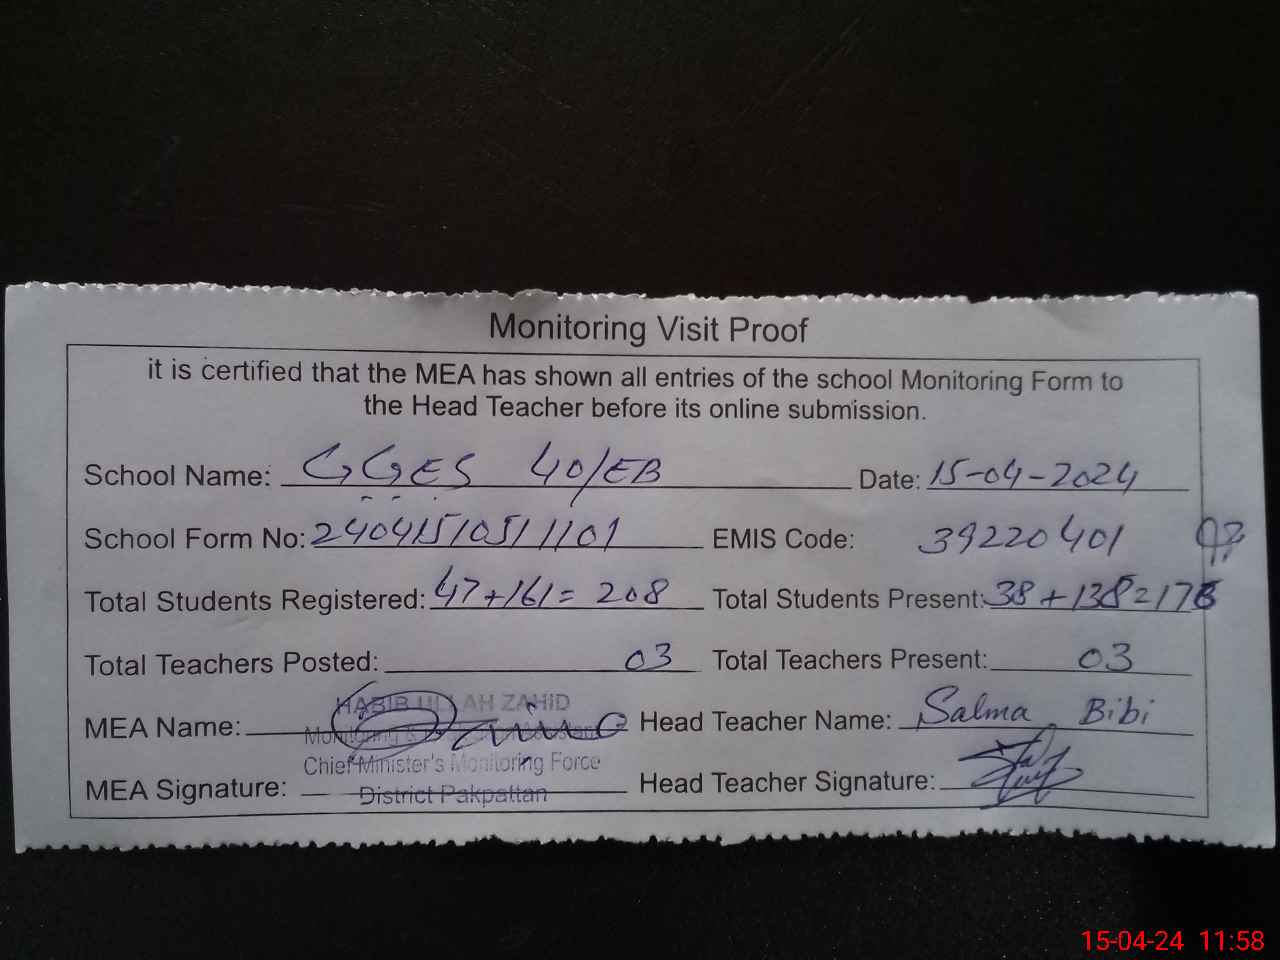 Monitoring Visit Proof
it is certified that the MEA has shown all entries of the school Monitoring Form to
the Head Teacher before its online submission.
School Name: GGES 40/EB Date: 15-04-2024
School Form No: 24041510511101 EMIS Code: 39220401
Total Students Registered: 47+161= 208 Total Students Present: 38+138=176
Total Teachers Posted: 03 Total Teachers Present: 03
HABIB ULLAH ZAHID
MEA Name: Head Teacher Name: Salma Bibi
Monitoring &
Chief Minister's Monitoring Force
MEA Signature: Head Teacher Signature:
District Pakpattan
15-04-24 11:58